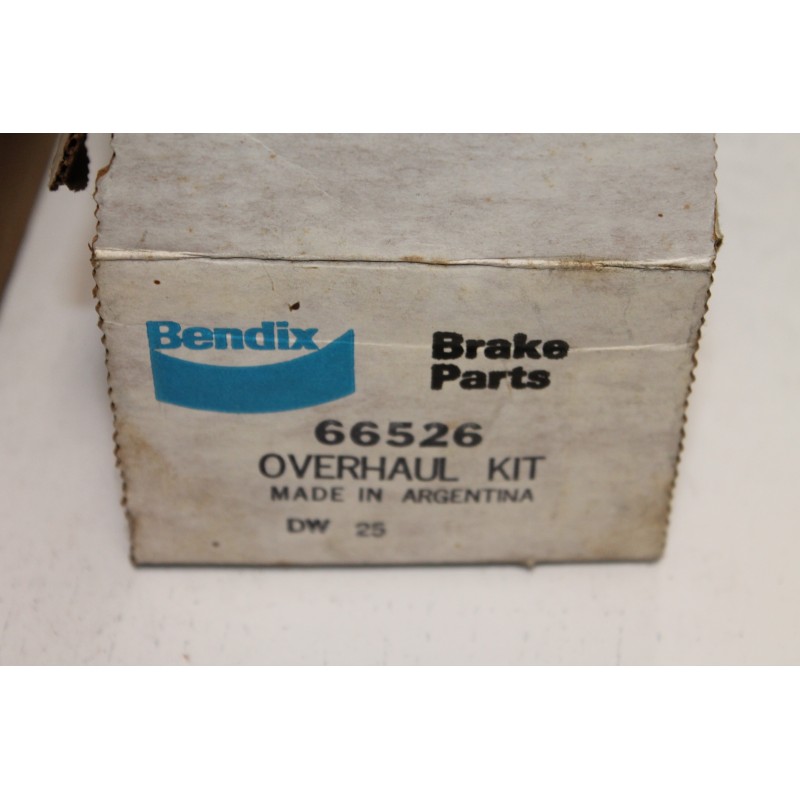 Bendix
Brake
Parts
66526
OVERHAUL KIT
MADE IN ARGENTINA
DW 25